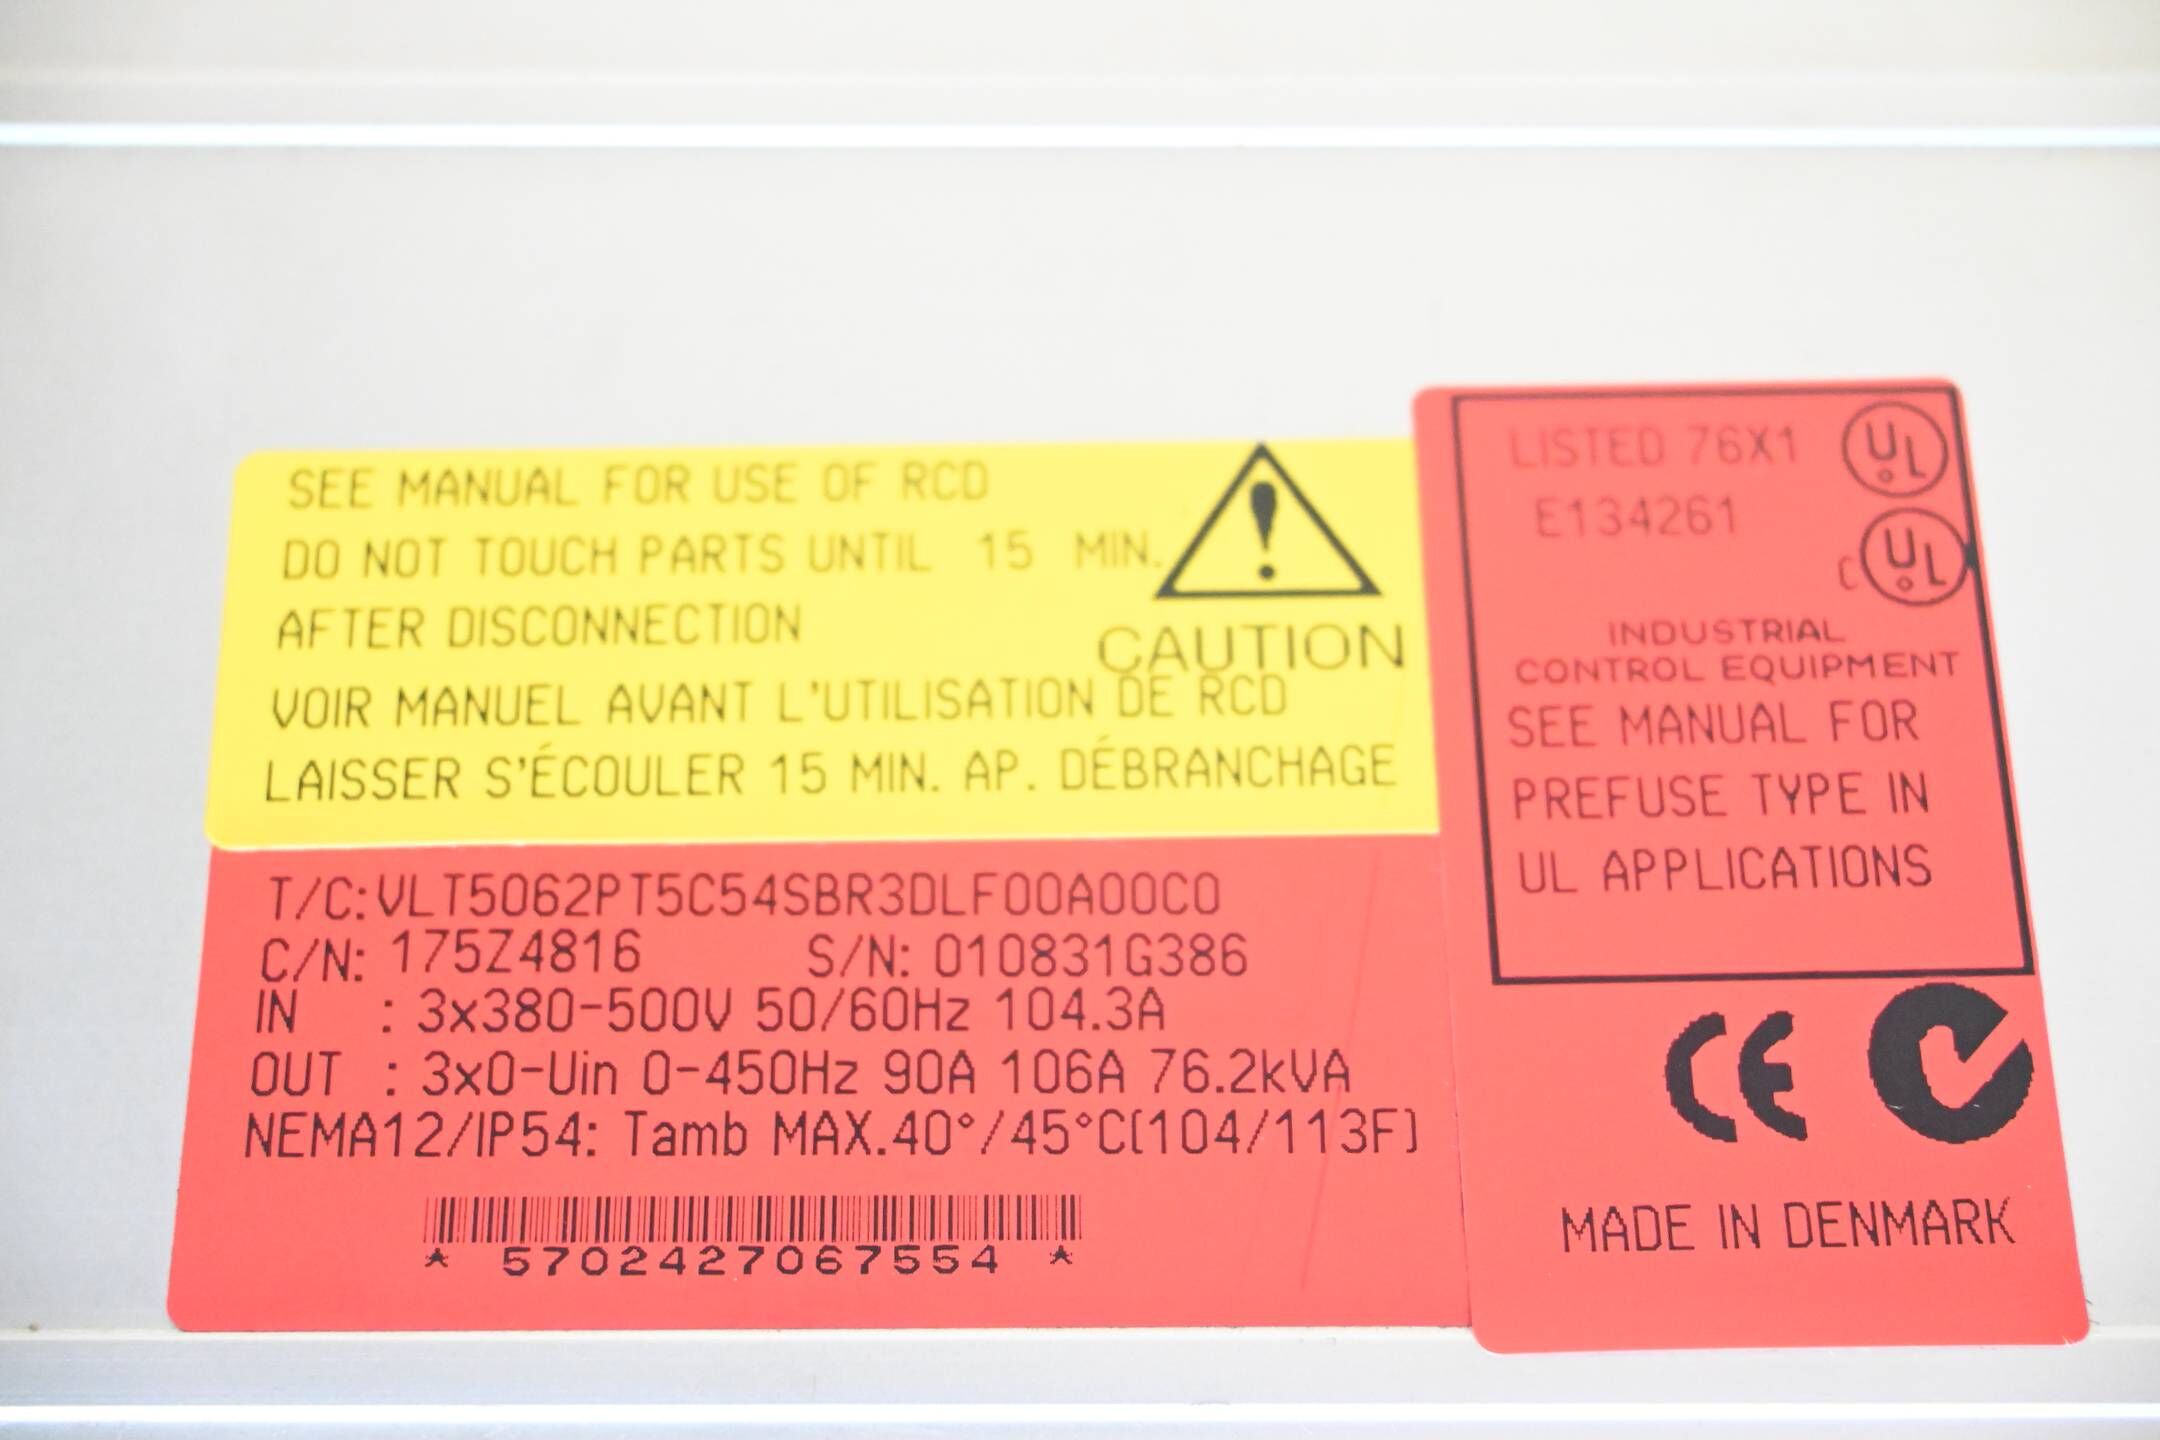 SEE MANUAL FOR USE OF RCD
DO NOT TOUCH PARTS UNTIL 15 MIN.
AFTER DISCONNECTION
CAUTION
VOIR MANUEL AVANT L'UTILISATION DE RCD
LAISSER S'ÉCOULER 15 MIN. AP. DÉBRANCHAGE
T/C: VLT5062PT5C54SBR3DLF00A00C0
C/N: 175Z4816 S/N: 010831G386
IN : 3x380-500V 50/60Hz 104.3A
OUT : 3x0-Uin 0-450Hz 90A 106A 76.2kVA
NEMA12/IP54: Tamb MAX.40°/45°C(104/113F)
* 5702427067554 *
LISTED 76X1 UL
E134261
C UL
INDUSTRIAL
CONTROL EQUIPMENT
SEE MANUAL FOR
PREFUSE TYPE IN
UL APPLICATIONS
CE
MADE IN DENMARK